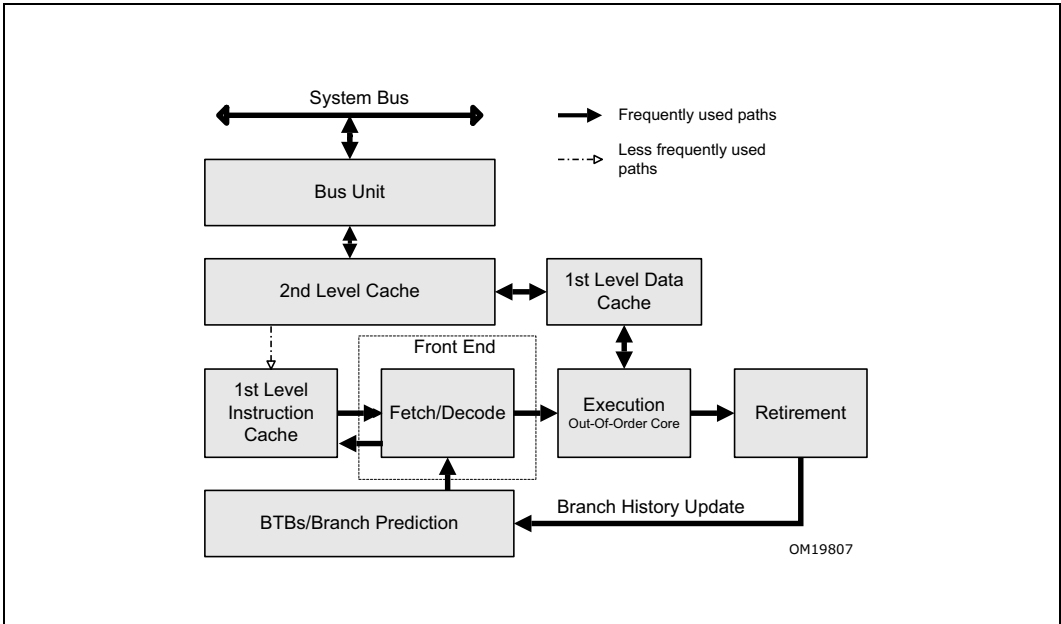 System Bus
Frequently used paths
Less frequently used
paths
Bus Unit
2nd Level Cache
1st Level Data
Cache
Front End
1st Level
Instruction
Cache
Fetch/Decode
Execution
Out-Of-Order Core
Retirement
BTBs/Branch Prediction
Branch History Update
OM19807